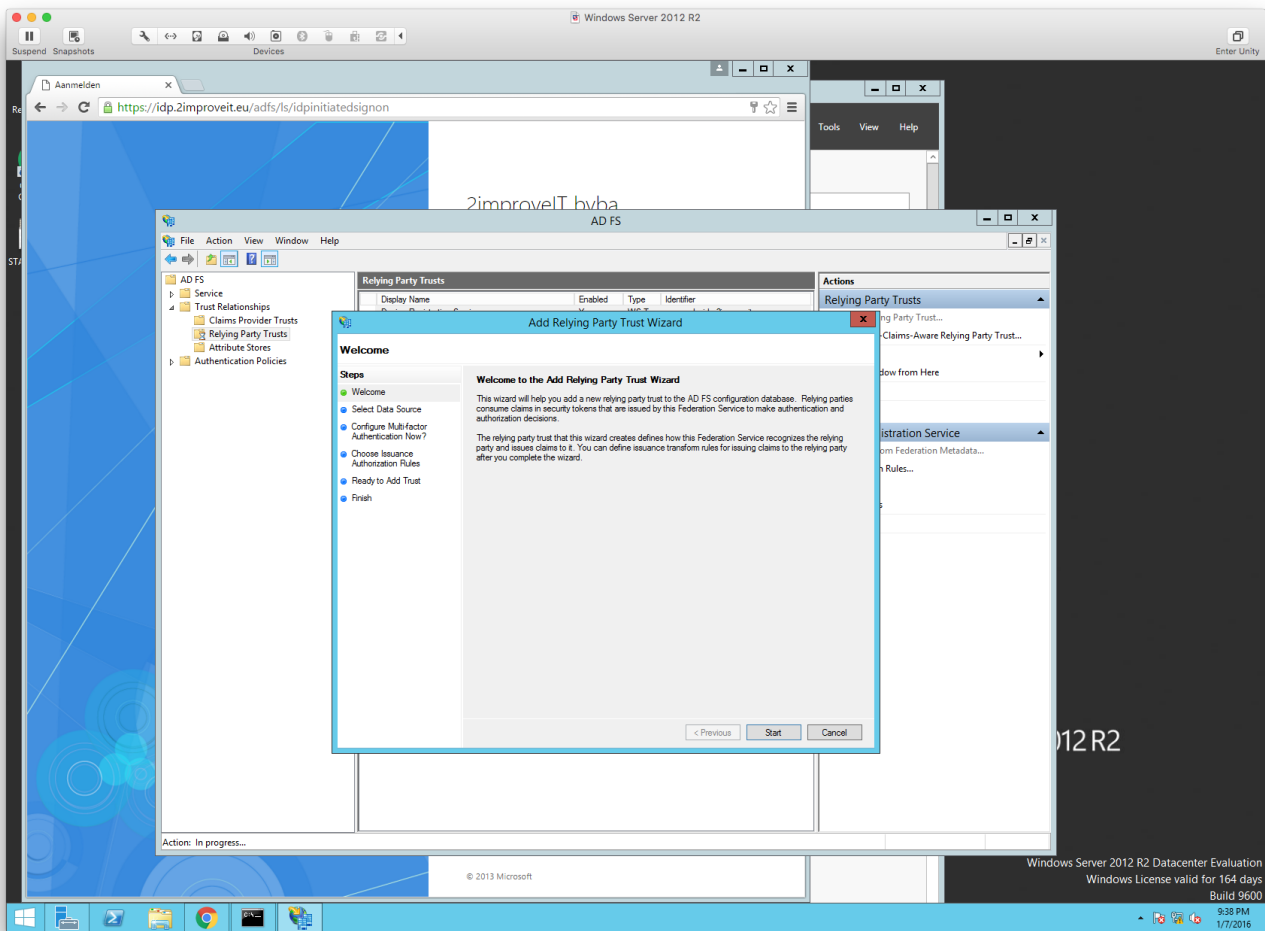 Windows Server 2012 R2
Suspend
Snapshots
Devices
Enter Unity
Aanmelden
https://idp.2improveit.eu/adfs/ls/idpinitiatedsignon
Tools View Help
2improveIT bvba
AD FS
File Action View Window Help
AD FS
Service
Trust Relationships
Claims Provider Trusts
Relying Party Trusts
Attribute Stores
Authentication Policies
Relying Party Trusts
Display Name Enabled Type Identifier
Actions
Relying Party Trusts
ng Party Trust...
-Claims-Aware Relying Party Trust...
dow from Here
istration Service
om Federation Metadata...
n Rules...
s
Add Relying Party Trust Wizard
Welcome
Steps
Welcome
Select Data Source
Configure Multi-factor
Authentication Now?
Choose Issuance
Authorization Rules
Ready to Add Trust
Finish
Welcome to the Add Relying Party Trust Wizard
This wizard will help you add a new relying party trust to the AD FS configuration database. Relying parties
consume claims in security tokens that are issued by this Federation Service to make authentication and
authorization decisions.
The relying party trust that this wizard creates defines how this Federation Service recognizes the relying
party and issues claims to it. You can define issuance transform rules for issuing claims to the relying party
after you complete the wizard.
< Previous
Start
Cancel
Action: In progress...
© 2013 Microsoft
012 R2
Windows Server 2012 R2 Datacenter Evaluation
Windows License valid for 164 days
Build 9600
9:38 PM
1/7/2016